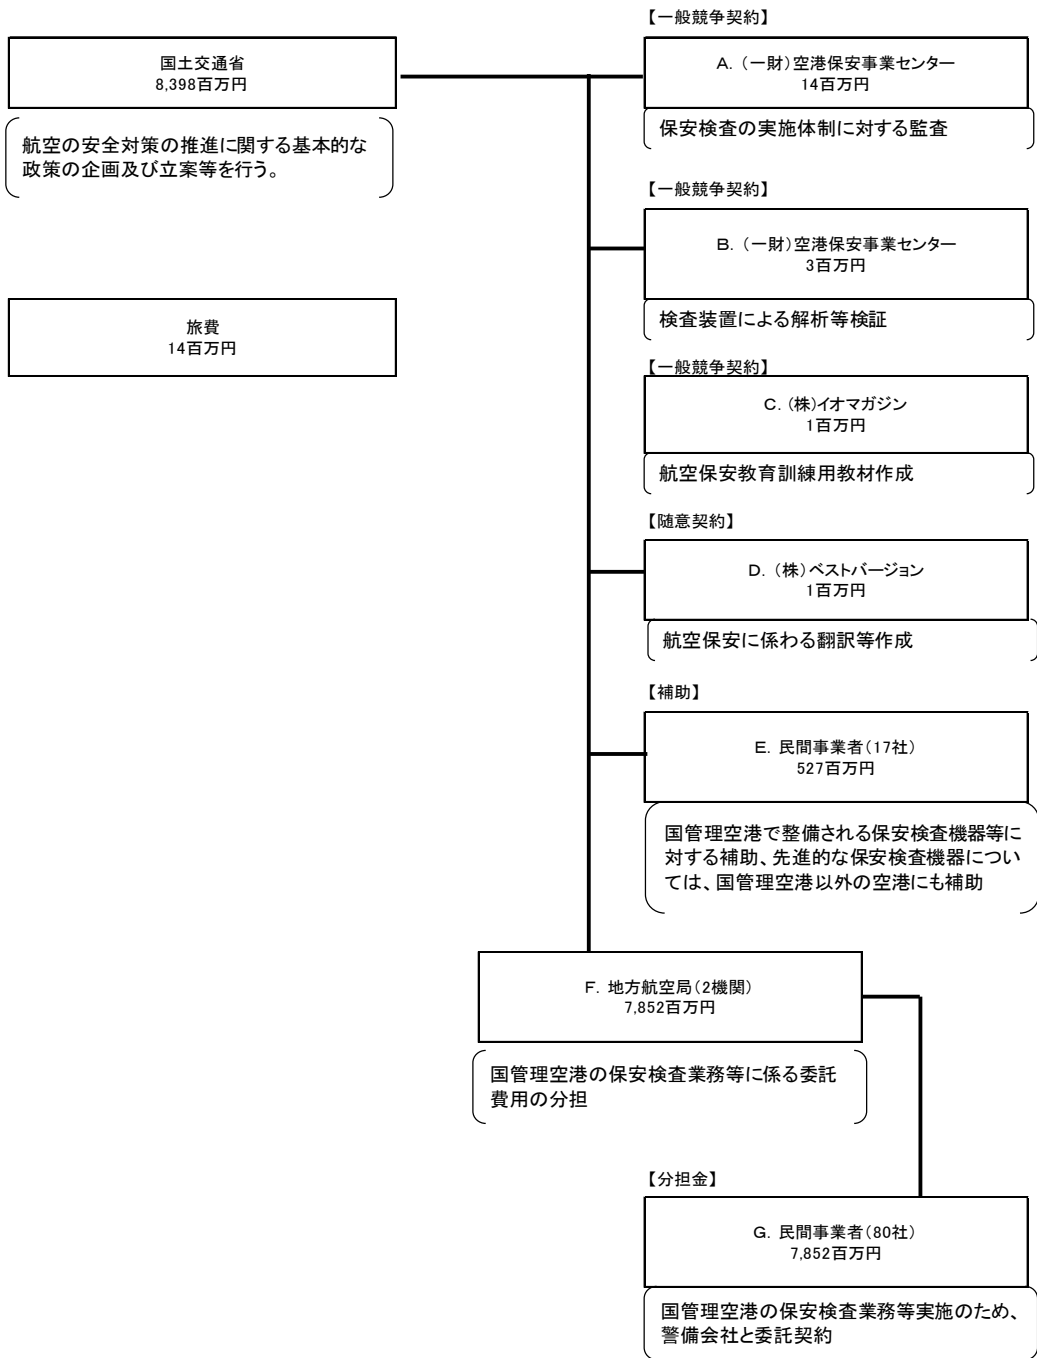 国土交通省
8,398百万円
航空の安全対策の推進に関する基本的な
政策の企画及び立案等を行う。
旅費
14百万円
【一般競争契約】
A.（一財）空港保安事業センター
14百万円
保安検査の実施体制に対する監査
【一般競争契約】
B.（一財）空港保安事業センター
3百万円
検査装置による解析等検証
【一般競争契約】
C.（株）イオマガジン
1百万円
航空保安教育訓練用教材作成
【随意契約】
D.（株）ベストバージョン
1百万円
航空保安に係わる翻訳等作成
【補助】
E. 民間事業者（17社）
527百万円
国管理空港で整備される保安検査機器等に
対する補助、先進的な保安検査機器につい
ては、国管理空港以外の空港にも補助
F. 地方航空局（2機関）
7,852百万円
国管理空港の保安検査業務等に係る委託
費用の分担
【分担金】
G. 民間事業者（80社）
7,852百万円
国管理空港の保安検査業務等実施のため、
警備会社と委託契約